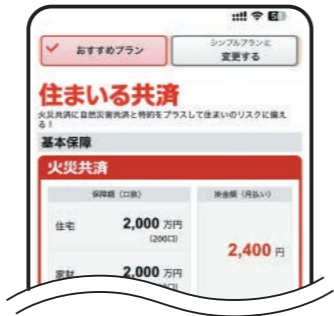 おすすめプラン
シンプルプランに
変更する
住まいる共済
火災共済に自然災害共済と特約をプラスして住まいのリスクに備え
る!
基本保障
火災共済
保障額(口数)
掛金額(月払い)
住宅
2,000 万円
(200口)
2,400 円
家財
2,000 万円